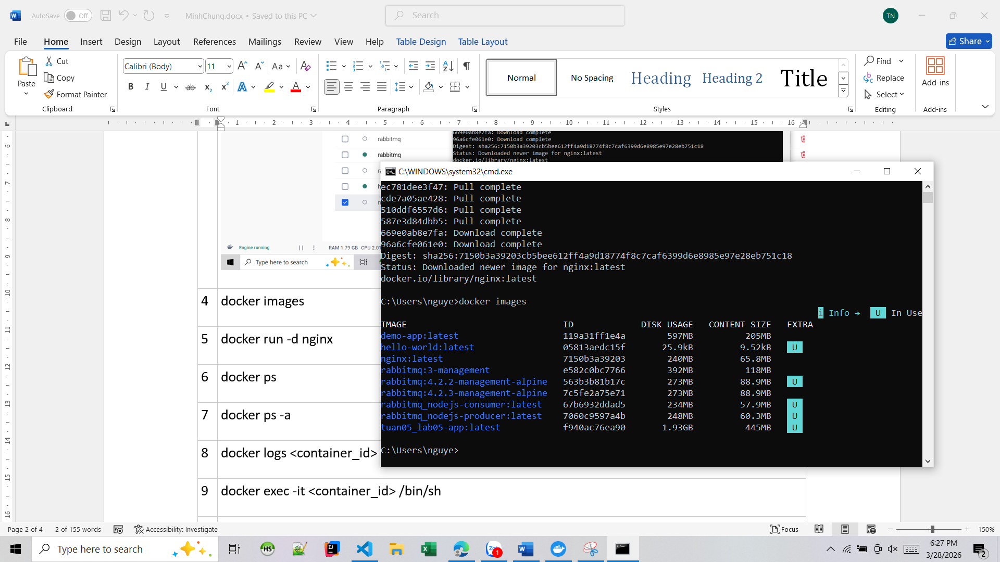 AutoSave Off MinhChung.docx • Saved to this PC Search TN
File Home Insert Design Layout References Mailings Review View Help Table Design Table Layout Share
Paste Cut Copy Format Painter
Calibri (Body) 11
Normal No Spacing Heading Heading 2 Title
Find Replace Select
Add-ins
Clipboard Font Paragraph Styles Editing Add-ins
1 2 3 4 5 6 7 8 9 10 11 12 13 14 15 16
669e0ab8e7fa: Download complete
rabbitmq
96a6cfe061e0: Download complete
Digest: sha256:7150b3a39203cb5bee612ff4a9d18774f8c7caf6399d6e8985e97e28eb751c18
rabbitmq
Status: Downloaded newer image for nginx:latest
docker.io/library/nginx:latest
Engine running RAM 1.79 GB CPU 2.01
Type here to search
C:\WINDOWS\system32\cmd.exe
ec781dee3f47: Pull complete
cde7a05ae428: Pull complete
510ddf6557d6: Pull complete
587e3d84dbb5: Pull complete
669e0ab8e7fa: Download complete
96a6cfe061e0: Download complete
Digest: sha256:7150b3a39203cb5bee612ff4a9d18774f8c7caf6399d6e8985e97e28eb751c18
Status: Downloaded newer image for nginx:latest
docker.io/library/nginx:latest
C:\Users\nguye>docker images
i Info → U In Use
IMAGE ID DISK USAGE CONTENT SIZE EXTRA
demo-app:latest 119a31ff1e4a 597MB 205MB
hello-world:latest 05813aedc15f 25.9kB 9.52kB U
nginx:latest 7150b3a39203 240MB 65.8MB
rabbitmq:3-management e582c0bc7766 392MB 118MB
rabbitmq:4.2.2-management-alpine 563b3b81b17c 273MB 88.9MB U
rabbitmq:4.2.3-management-alpine 7c5fe2a75e71 273MB 88.9MB
rabbitmq_nodejs-consumer:latest 67b6932ddad5 234MB 57.9MB U
rabbitmq_nodejs-producer:latest 7060c9597a4b 248MB 60.3MB U
tuan05_lab05-app:latest f940ac76ea90 1.93GB 445MB U
C:\Users\nguye>
4 docker images
5 docker run -d nginx
6 docker ps
7 docker ps -a
8 docker logs <container_id>
9 docker exec -it <container_id> /bin/sh
Page 2 of 4 2 of 155 words Accessibility: Investigate Focus 150%
Type here to search
6:27 PM
3/28/2026